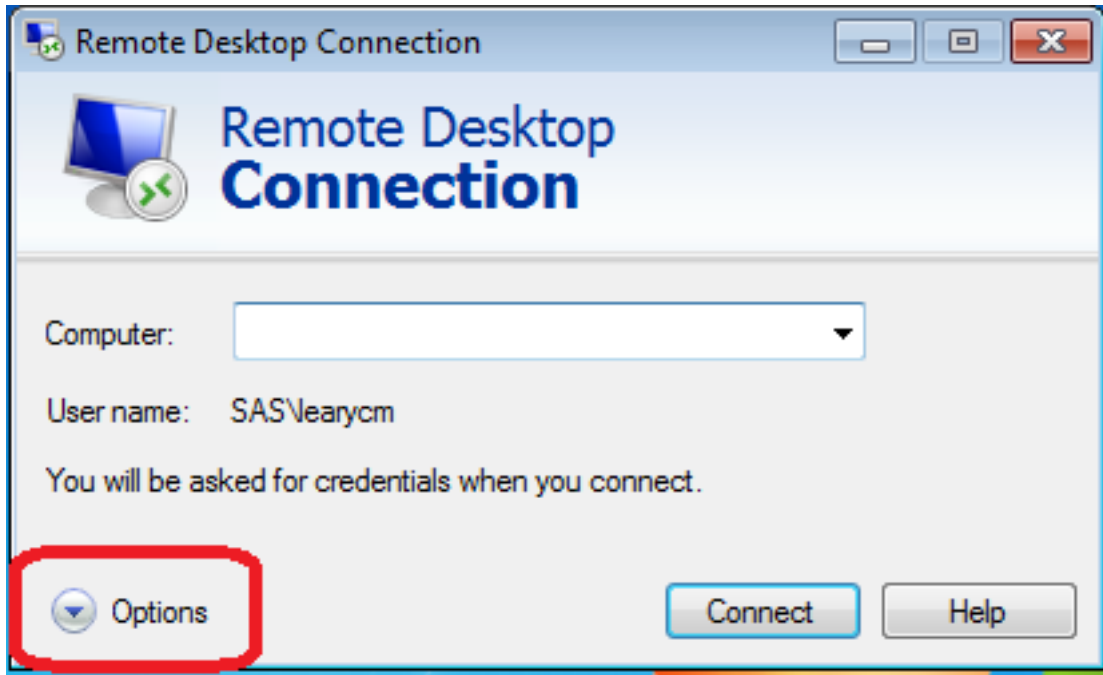 Remote Desktop Connection
Remote Desktop
Connection
Computer:
User name: SAS\learycm
You will be asked for credentials when you connect.
Options Connect Help